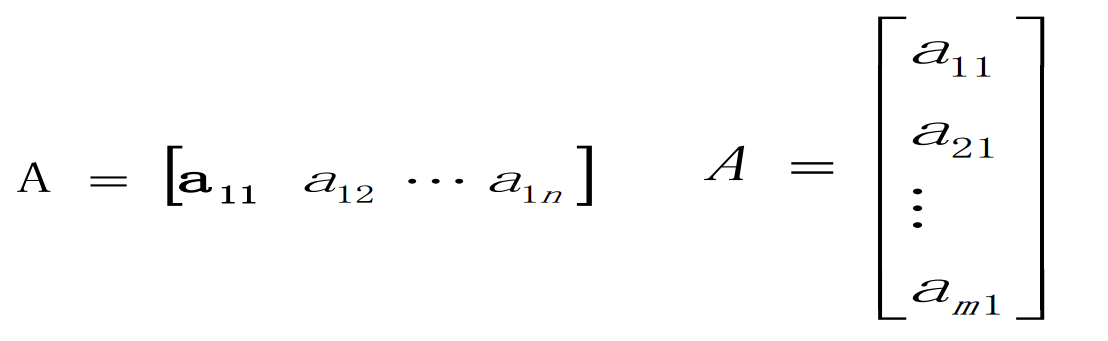 A = [a₁₁ a₁₂ ⋯ a₁ₙ]
A = [a₁₁
a₂₁
⋮
aₘ₁]